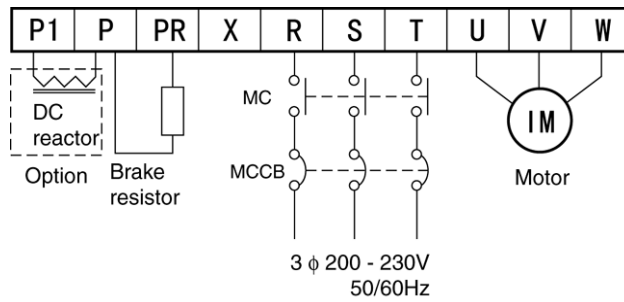 P1 P PR X R S T U V W
MC
DC
reactor
IM
Option
Brake
resistor
MCCB
Motor
3 ϕ 200 - 230V
50/60Hz